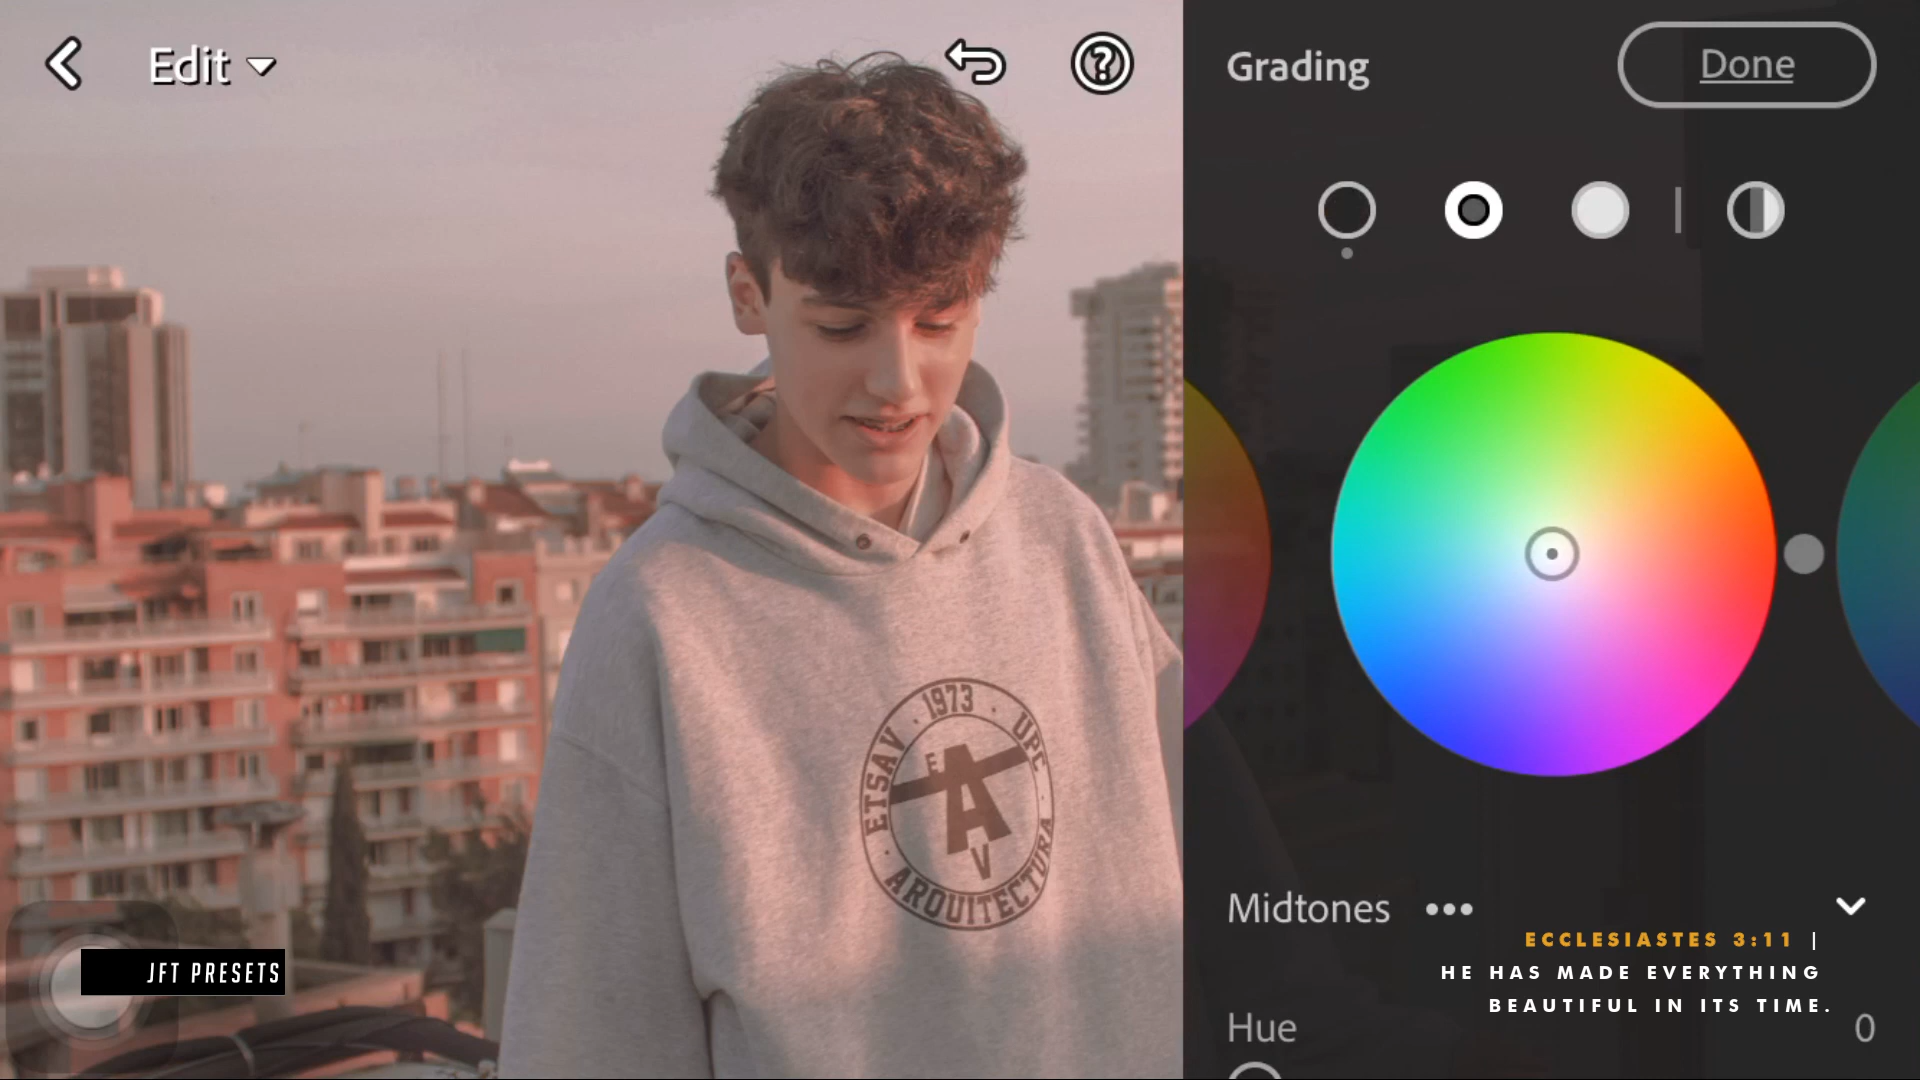 Edit
Grading
Done
1973
ETSAV
UPC
E
A
V
ARQUITECTURA
Midtones
ECCLESIASTES 3:11 |
HE HAS MADE EVERYTHING
BEAUTIFUL IN ITS TIME.
JFT PRESETS
Hue 0